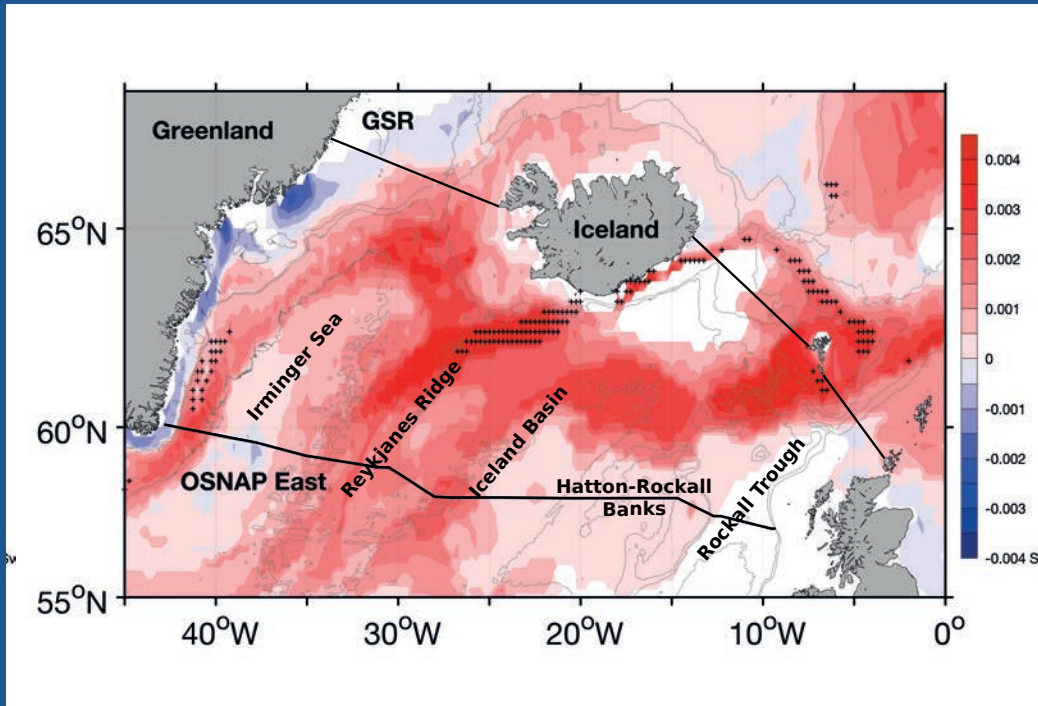 Greenland
GSR
Iceland
65°N
Irminger Sea
60°N
OSNAP East
Reykjanes Ridge
Iceland Basin
Hatton-Rockall
Banks
Rockall Trough
55°N
40°W
30°W
20°W
10°W
0°
0.004
0.003
0.002
0.001
0
-0.001
-0.002
-0.003
-0.004 S